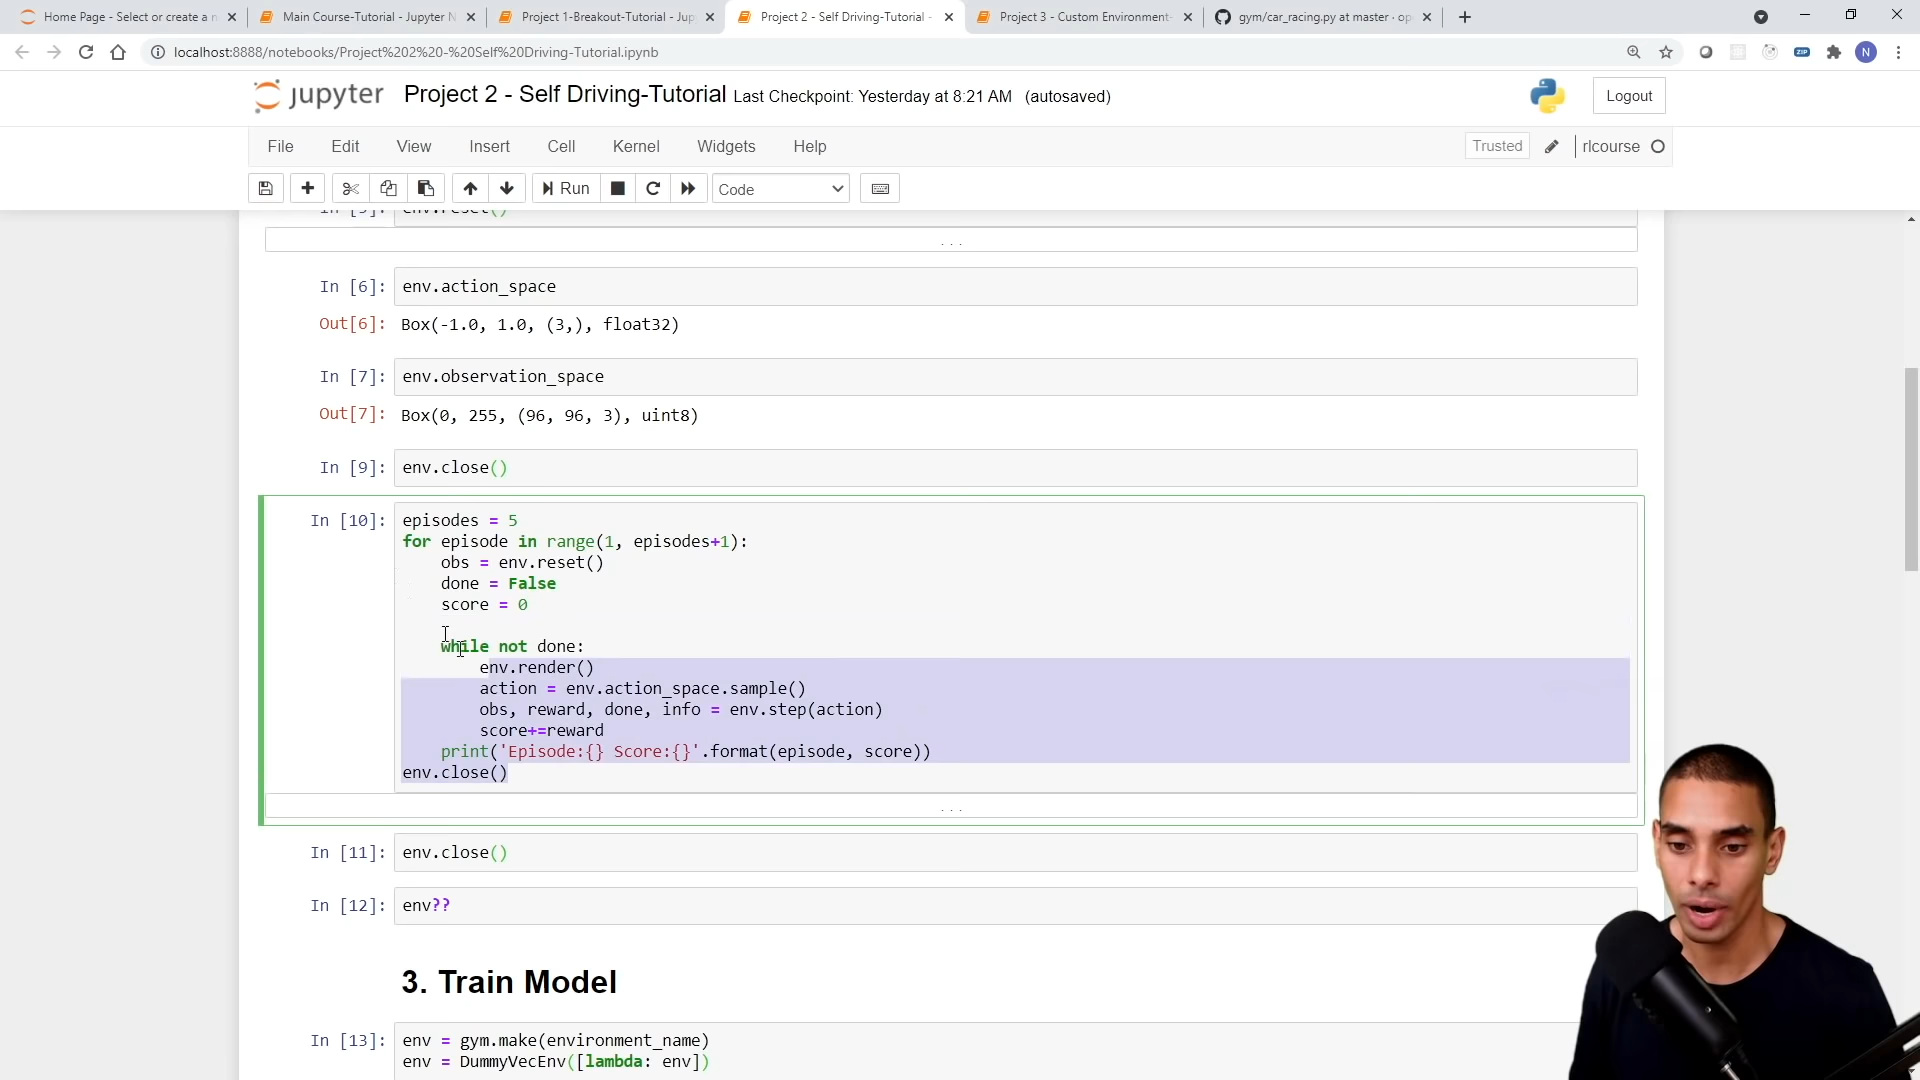 Home Page - Select or create a n
Main Course-Tutorial - Jupyter N
Project 1-Breakout-Tutorial - Jup
Project 2 - Self Driving-Tutorial -
Project 3 - Custom Environment-
gym/car_racing.py at master · op
localhost:8888/notebooks/Project%202%20-%20Self%20Driving-Tutorial.ipynb
ZIP
N
jupyter Project 2 - Self Driving-Tutorial Last Checkpoint: Yesterday at 8:21 AM (autosaved)
Logout
File Edit View Insert Cell Kernel Widgets Help
Trusted
rlcourse
Run
Code
In [5]: env.reset()
...
In [6]: env.action_space
Out[6]: Box(-1.0, 1.0, (3,), float32)
In [7]: env.observation_space
Out[7]: Box(0, 255, (96, 96, 3), uint8)
In [9]: env.close()
In [10]: episodes = 5
for episode in range(1, episodes+1):
obs = env.reset()
done = False
score = 0
while not done:
env.render()
action = env.action_space.sample()
obs, reward, done, info = env.step(action)
score+=reward
print('Episode:{} Score:{}'.format(episode, score))
env.close()
...
In [11]: env.close()
In [12]: env??
3. Train Model
In [13]: env = gym.make(environment_name)
env = DummyVecEnv([lambda: env])